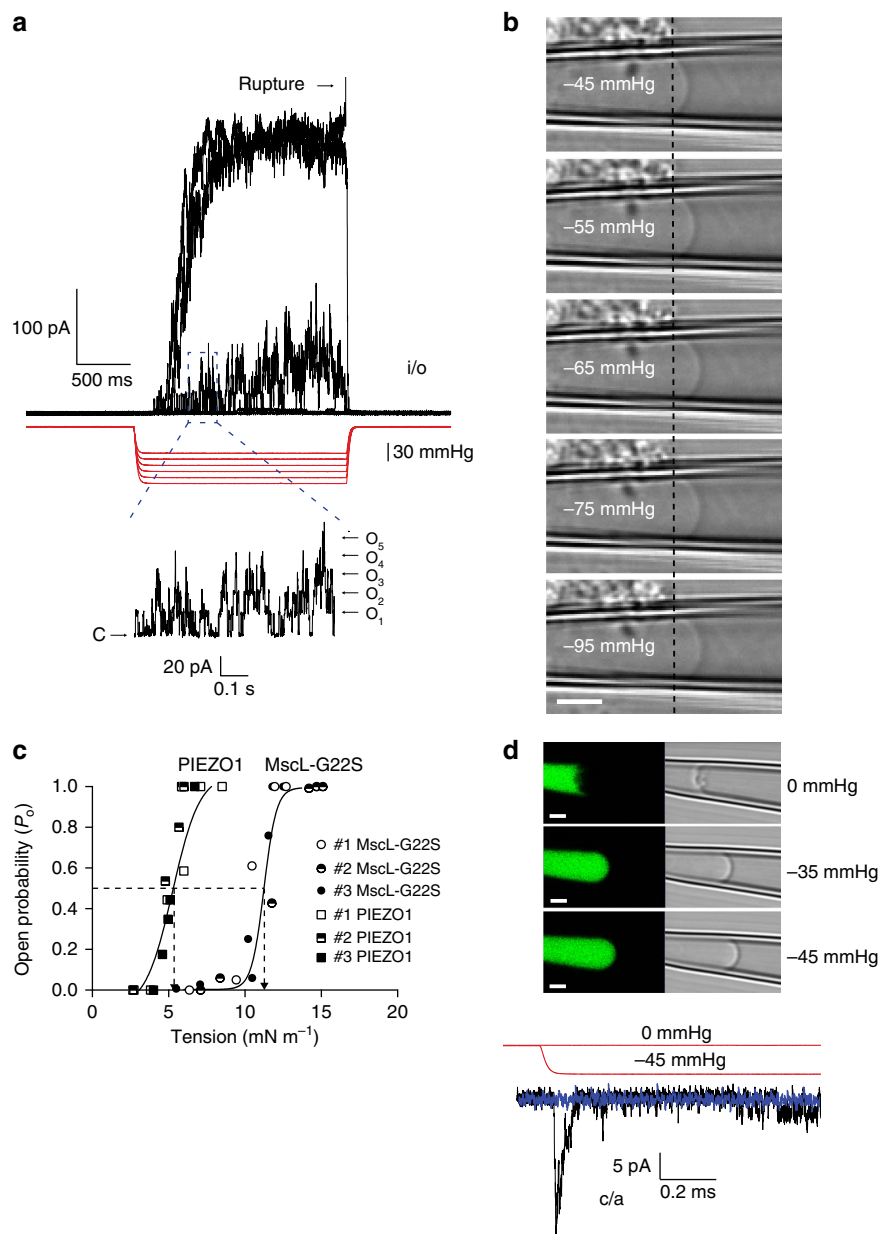 a
Rupture →
100 pA
500 ms
i/o
30 mmHg
O5
O4
O3
O2
O1
C →
20 pA
0.1 s
b
–45 mmHg
–55 mmHg
–65 mmHg
–75 mmHg
–95 mmHg
c
PIEZO1 MscL-G22S
1.0
0.8
0.6
0.4
0.2
0.0
Open probability (Po)
0 5 10 15 20
Tension (mN m−1)
#1 MscL-G22S
#2 MscL-G22S
#3 MscL-G22S
#1 PIEZO1
#2 PIEZO1
#3 PIEZO1
d
0 mmHg
–35 mmHg
–45 mmHg
0 mmHg
–45 mmHg
5 pA
0.2 ms
c/a